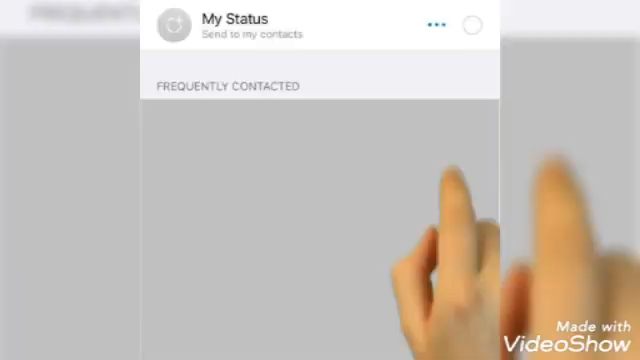 My Status
Send to my contacts
FREQUENTLY CONTACTED
Made with
VideoShow